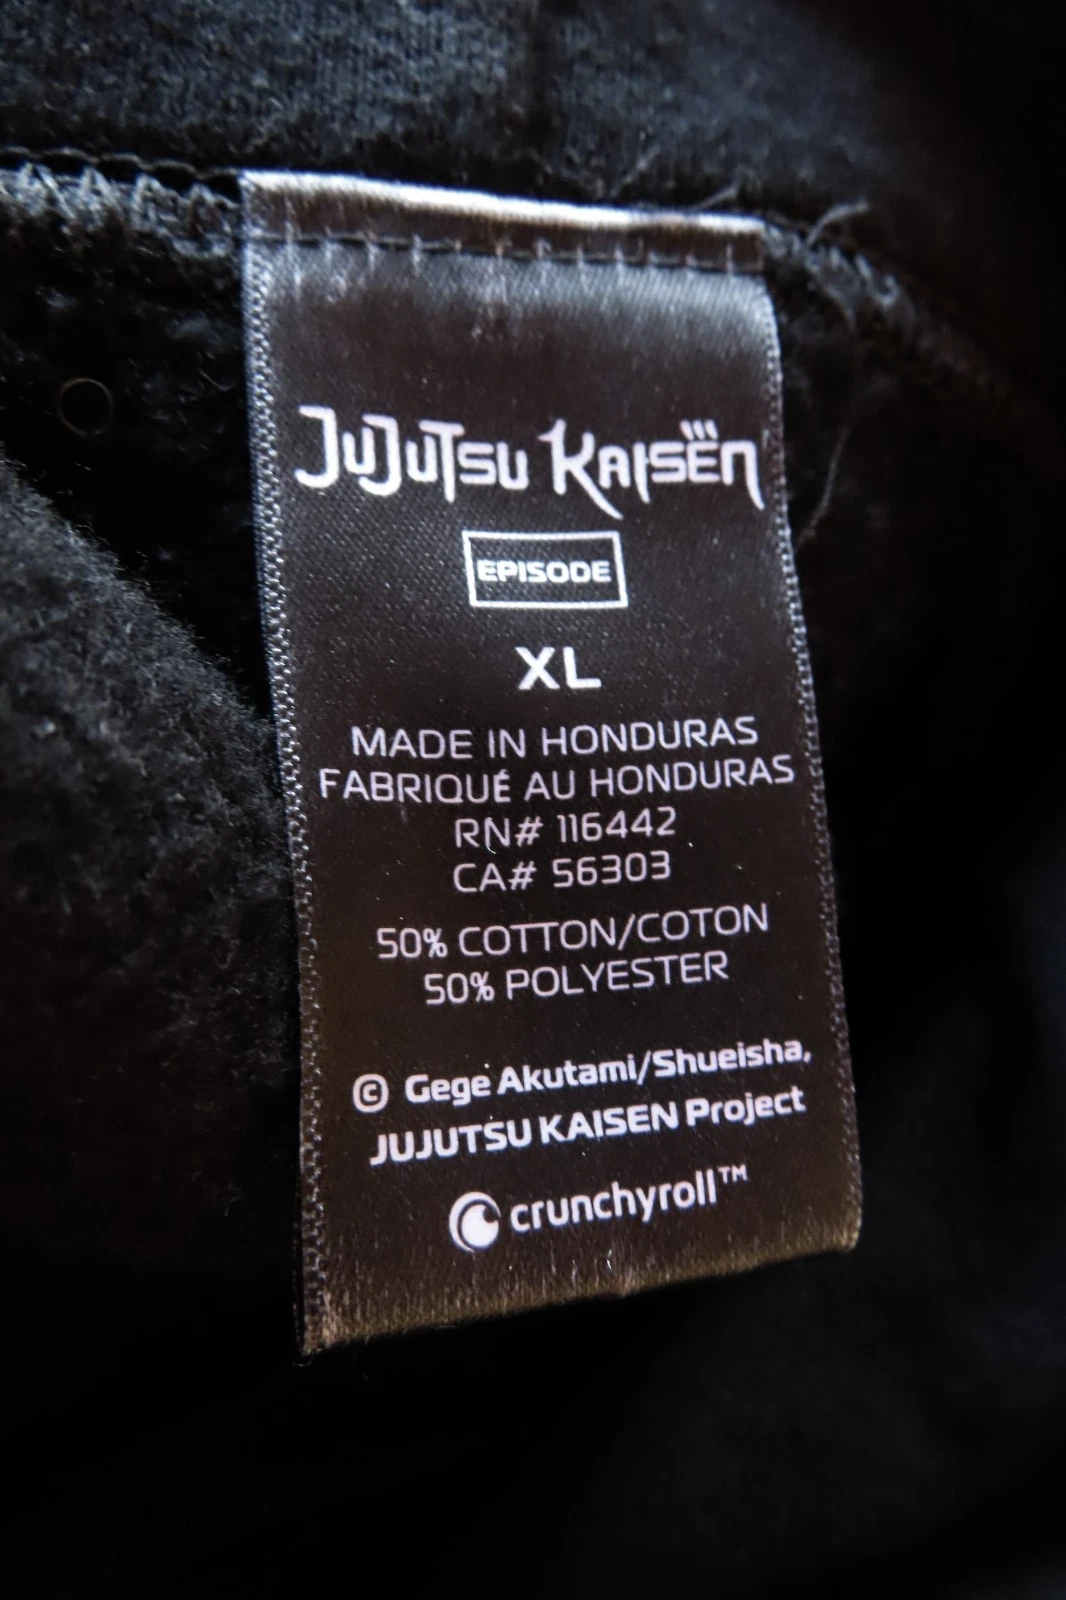 JUJUTSU KAISEN
EPISODE
XL
MADE IN HONDURAS
FABRIQUÉ AU HONDURAS
RN# 116442
CA# 56303
50% COTTON/COTON
50% POLYESTER
© Gege Akutami/Shueisha,
JUJUTSU KAISEN Project
crunchyroll™